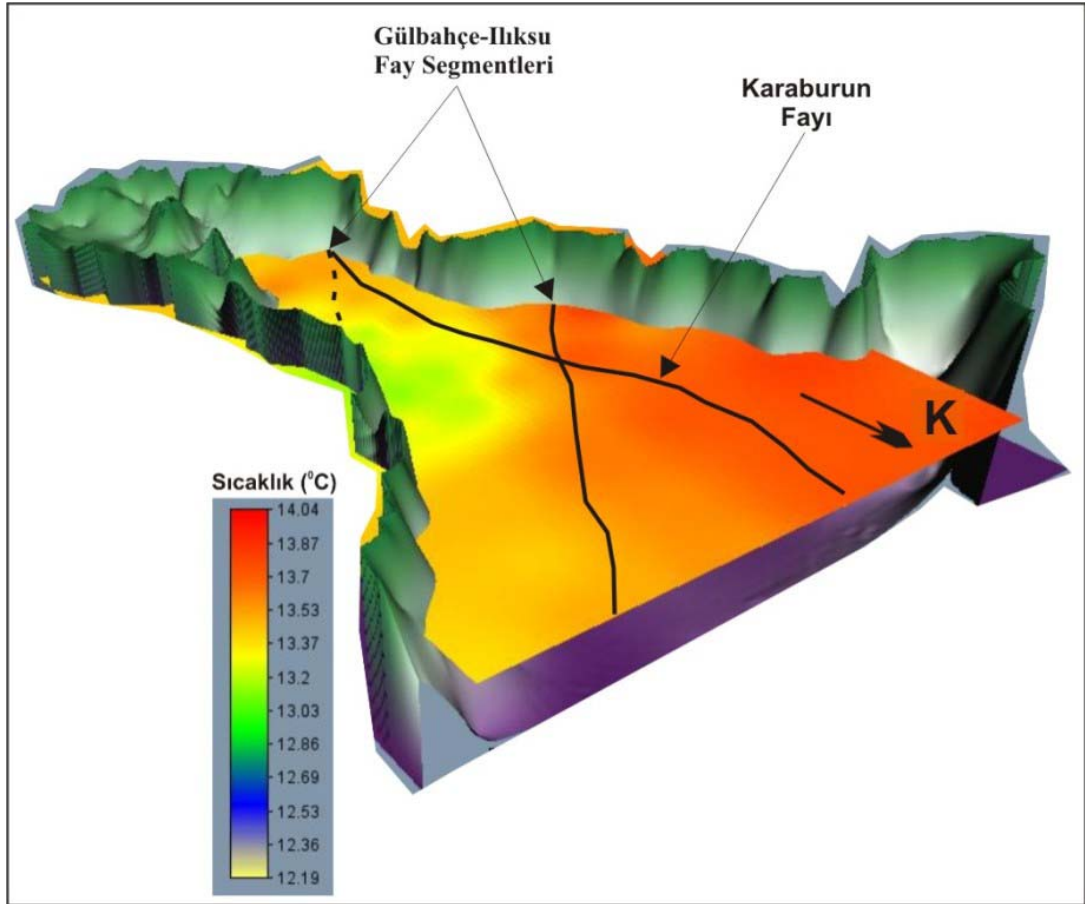 Gülbahçe-Ilıksu
Fay Segmentleri
Karaburun
Fayı
K
Sıcaklık (⁰C)
14.04
13.87
13.7
13.53
13.37
13.2
13.03
12.86
12.69
12.53
12.36
12.19